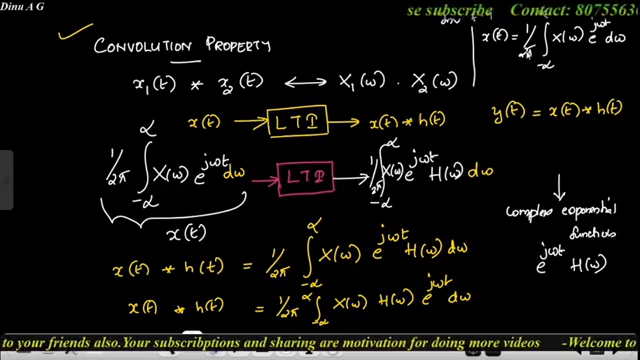 Dinu A G
se subscribe Contact: 8075563
✓ CONVOLUTION PROPERTY
x(t) = 1/2π ∫_{-α}^{α} X(ω) e^{jωt} dω
x₁(t) * x₂(t) ⟷ X₁(ω) . X₂(ω)
x(t) → LTI → x(t) * h(t)
y(t) = x(t) * h(t)
1/2π ∫_{-α}^{α} X(ω) e^{jωt} dω → LTI → 1/2π ∫_{-α}^{α} X(ω) e^{jωt} H(ω) dω
x(t)
complex exponential
function
e^{jωt} H(ω)
x(t) * h(t) = 1/2π ∫_{-α}^{α} X(ω) e^{jωt} H(ω) dω
x(t) * h(t) = 1/2π ∫_{-α}^{α} X(ω) H(ω) e^{jωt} dω
to your friends also.Your subscribtions and sharing are motivation for doing more videos -Welcome to